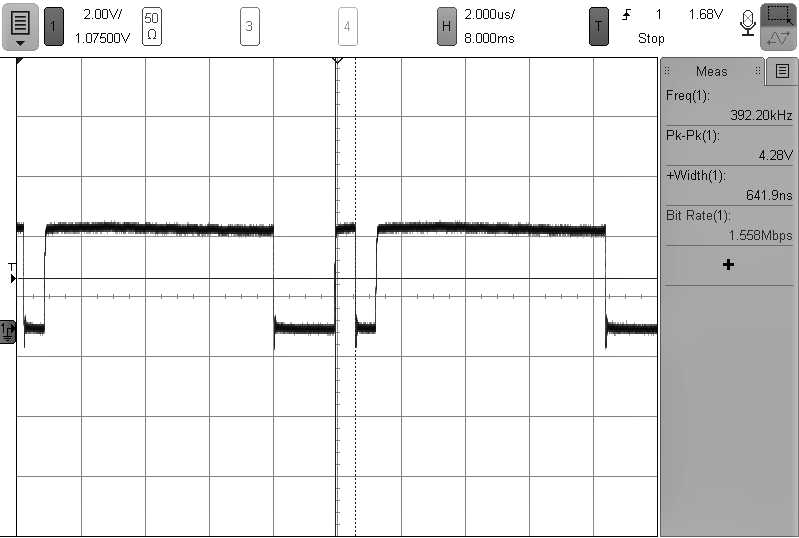 1
2.00V/
1.07500V
50
Ω
3
4
H
2.000us/
8.000ms
T
1
1.68V
Stop
Meas
Freq(1):
392.20kHz
Pk-Pk(1):
4.28V
+Width(1):
641.9ns
Bit Rate(1):
1.558Mbps
T
1